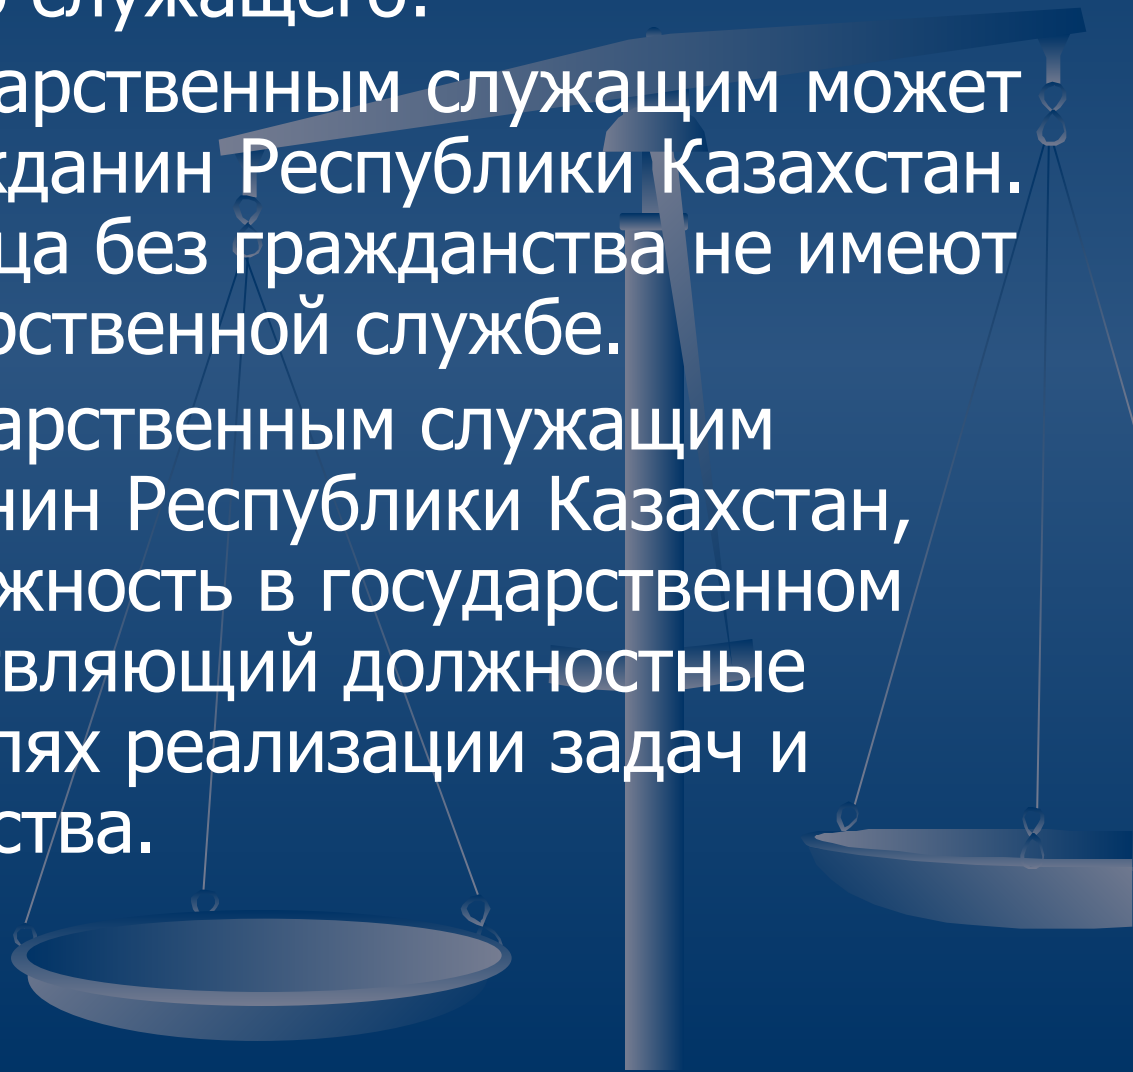 служащего.
арственным служащим может
жданин Республики Казахстан.
ца без гражданства не имеют
рственной службе.
арственным служащим
нин Республики Казахстан,
жность в государственном
вляющий должностные
лях реализации задач и
ства.